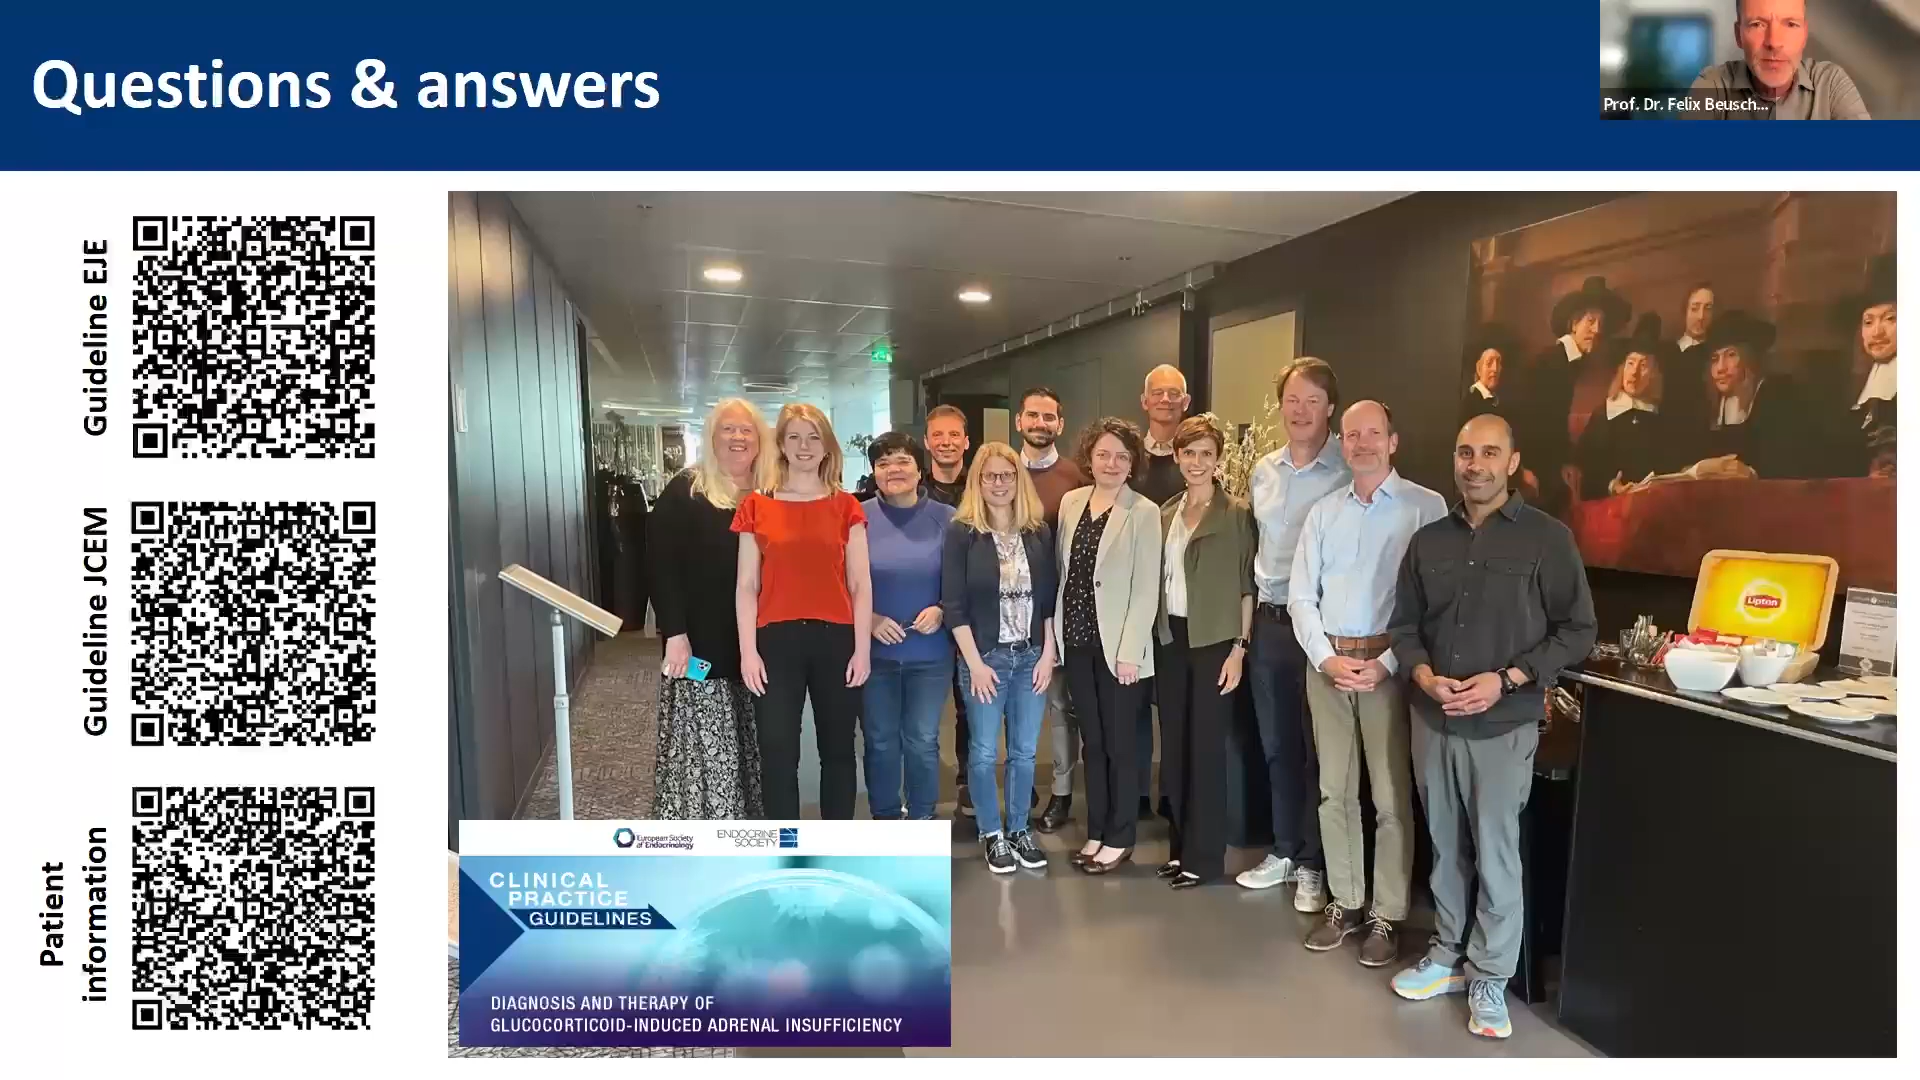 Questions & answers
Prof. Dr. Felix Beusch...
Guideline EJE
Guideline JCEM
Patient
information
Lipton
European Society
of Endocrinology
ENDOCRINE
SOCIETY
CLINICAL
PRACTICE
GUIDELINES
DIAGNOSIS AND THERAPY OF
GLUCOCORTICOID-INDUCED ADRENAL INSUFFICIENCY